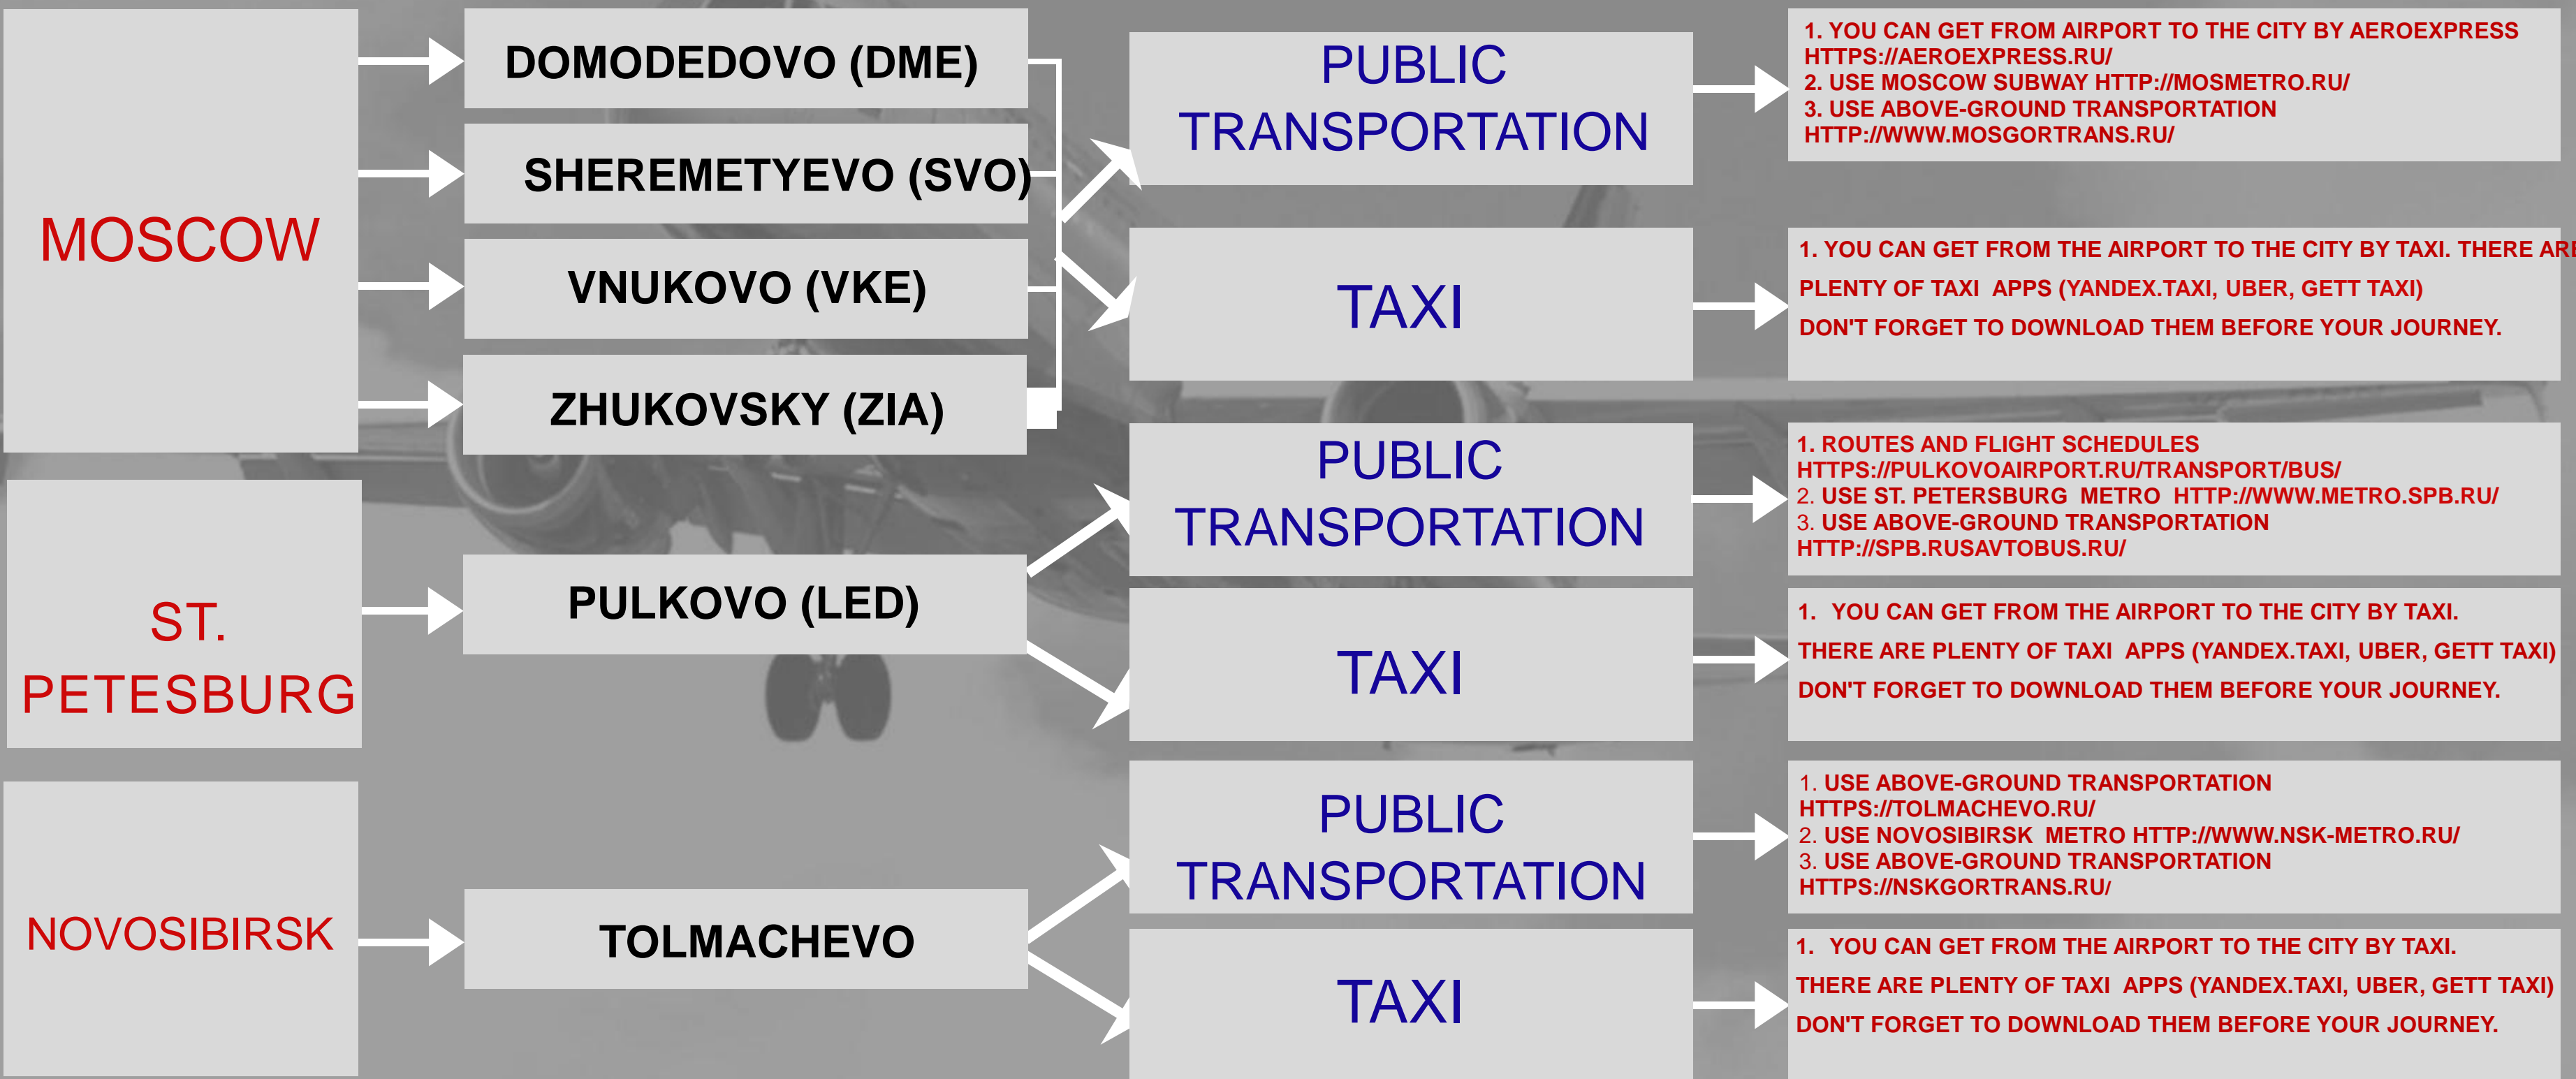 MOSCOW
DOMODEDOVO (DME)
SHEREMETYEVO (SVO)
VNUKOVO (VKE)
ZHUKOVSKY (ZIA)
PUBLIC
TRANSPORTATION
1. YOU CAN GET FROM AIRPORT TO THE CITY BY AEROEXPRESS
HTTPS://AEROEXPRESS.RU/
2. USE MOSCOW SUBWAY HTTP://MOSMETRO.RU/
3. USE ABOVE-GROUND TRANSPORTATION
HTTP://WWW.MOSGORTRANS.RU/
TAXI
1. YOU CAN GET FROM THE AIRPORT TO THE CITY BY TAXI. THERE ARE
PLENTY OF TAXI APPS (YANDEX.TAXI, UBER, GETT TAXI)
DON'T FORGET TO DOWNLOAD THEM BEFORE YOUR JOURNEY.
ST.
PETESBURG
PULKOVO (LED)
PUBLIC
TRANSPORTATION
1. ROUTES AND FLIGHT SCHEDULES
HTTPS://PULKOVOAIRPORT.RU/TRANSPORT/BUS/
2. USE ST. PETERSBURG METRO HTTP://WWW.METRO.SPB.RU/
3. USE ABOVE-GROUND TRANSPORTATION
HTTP://SPB.RUSAVTOBUS.RU/
TAXI
1. YOU CAN GET FROM THE AIRPORT TO THE CITY BY TAXI.
THERE ARE PLENTY OF TAXI APPS (YANDEX.TAXI, UBER, GETT TAXI)
DON'T FORGET TO DOWNLOAD THEM BEFORE YOUR JOURNEY.
NOVOSIBIRSK
TOLMACHEVO
PUBLIC
TRANSPORTATION
1. USE ABOVE-GROUND TRANSPORTATION
HTTPS://TOLMACHEVO.RU/
2. USE NOVOSIBIRSK METRO HTTP://WWW.NSK-METRO.RU/
3. USE ABOVE-GROUND TRANSPORTATION
HTTPS://NSKGORTRANS.RU/
TAXI
1. YOU CAN GET FROM THE AIRPORT TO THE CITY BY TAXI.
THERE ARE PLENTY OF TAXI APPS (YANDEX.TAXI, UBER, GETT TAXI)
DON'T FORGET TO DOWNLOAD THEM BEFORE YOUR JOURNEY.